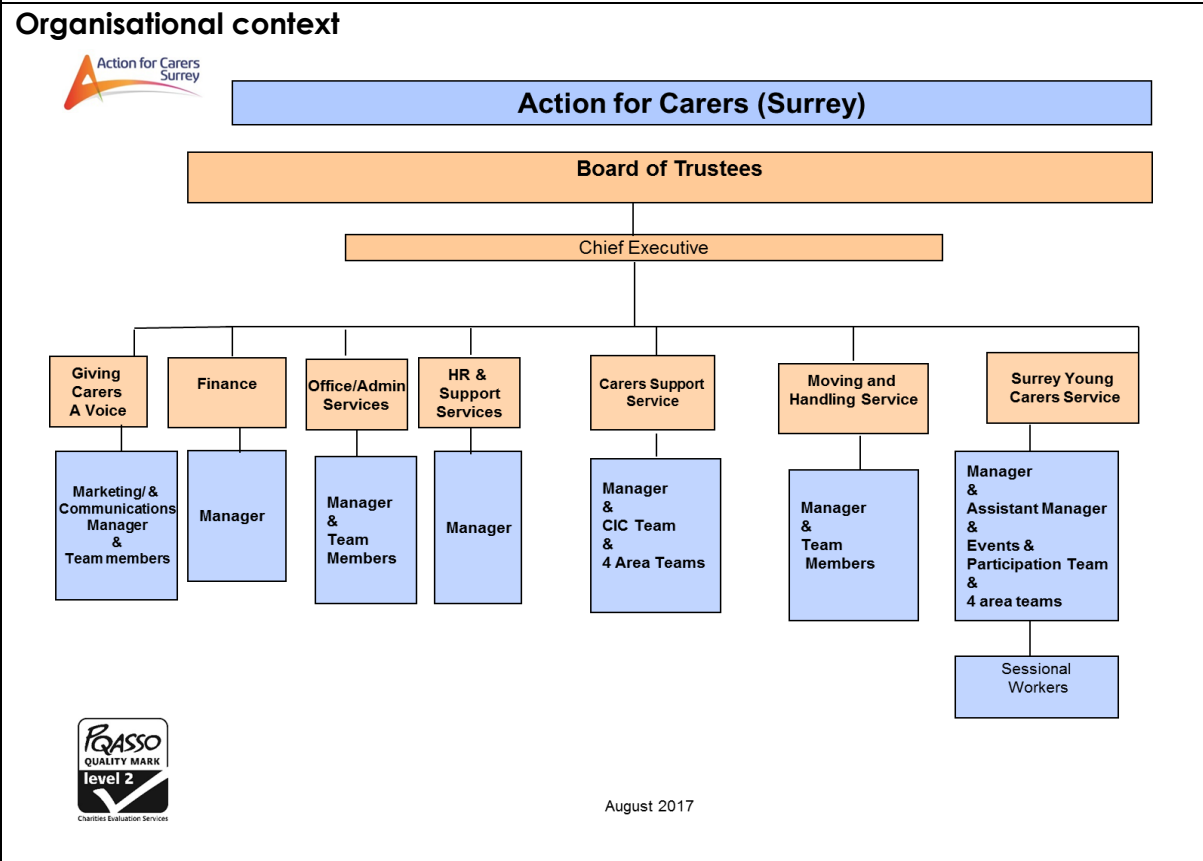 Organisational context
Action for Carers
Surrey
Action for Carers (Surrey)
Board of Trustees
Chief Executive
Giving
Carers
A Voice
Finance
Office/Admin
Services
HR &
Support
Services
Carers Support
Service
Moving and
Handling Service
Surrey Young
Carers Service
Marketing/ &
Communications
Manager
&
Team members
Manager
Manager
&
Team
Members
Manager
Manager
&
CIC Team
&
4 Area Teams
Manager
&
Team
Members
Manager
&
Assistant Manager
&
Events &
Participation Team
&
4 area teams
Sessional
Workers
PQASSO
QUALITY MARK
level 2
Charities Evaluation Services
August 2017